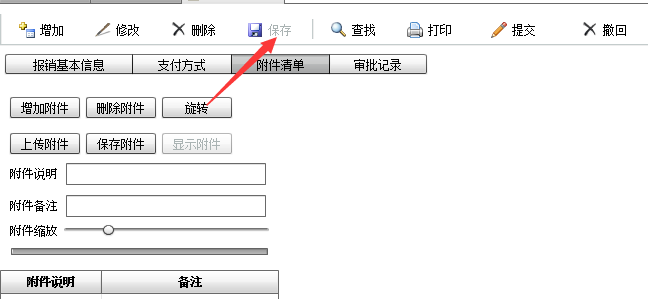 增加 修改 删除 保存 查找 打印 提交 撤回
报销基本信息 支付方式 附件清单 审批记录
增加附件 删除附件 旋转
上传附件 保存附件 显示附件
附件说明
附件备注
附件缩放
附件说明 备注